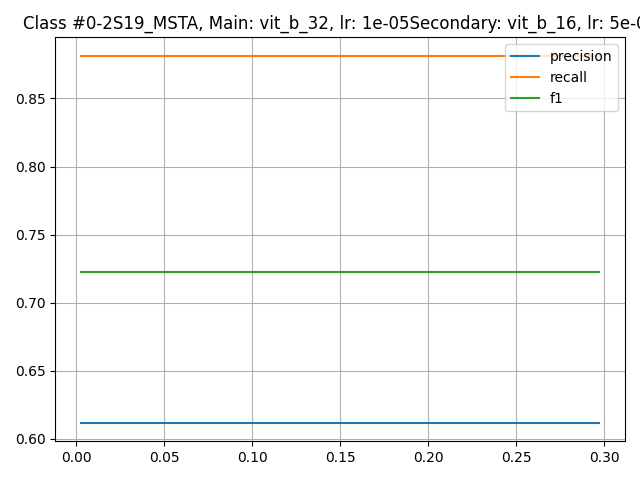 Class #0-2S19_MSTA, Main: vit_b_32, lr: 1e-05Secondary: vit_b_16, lr: 5e-0
precision
recall
f1
0.85
0.80
0.75
0.70
0.65
0.60
0.00 0.05 0.10 0.15 0.20 0.25 0.30